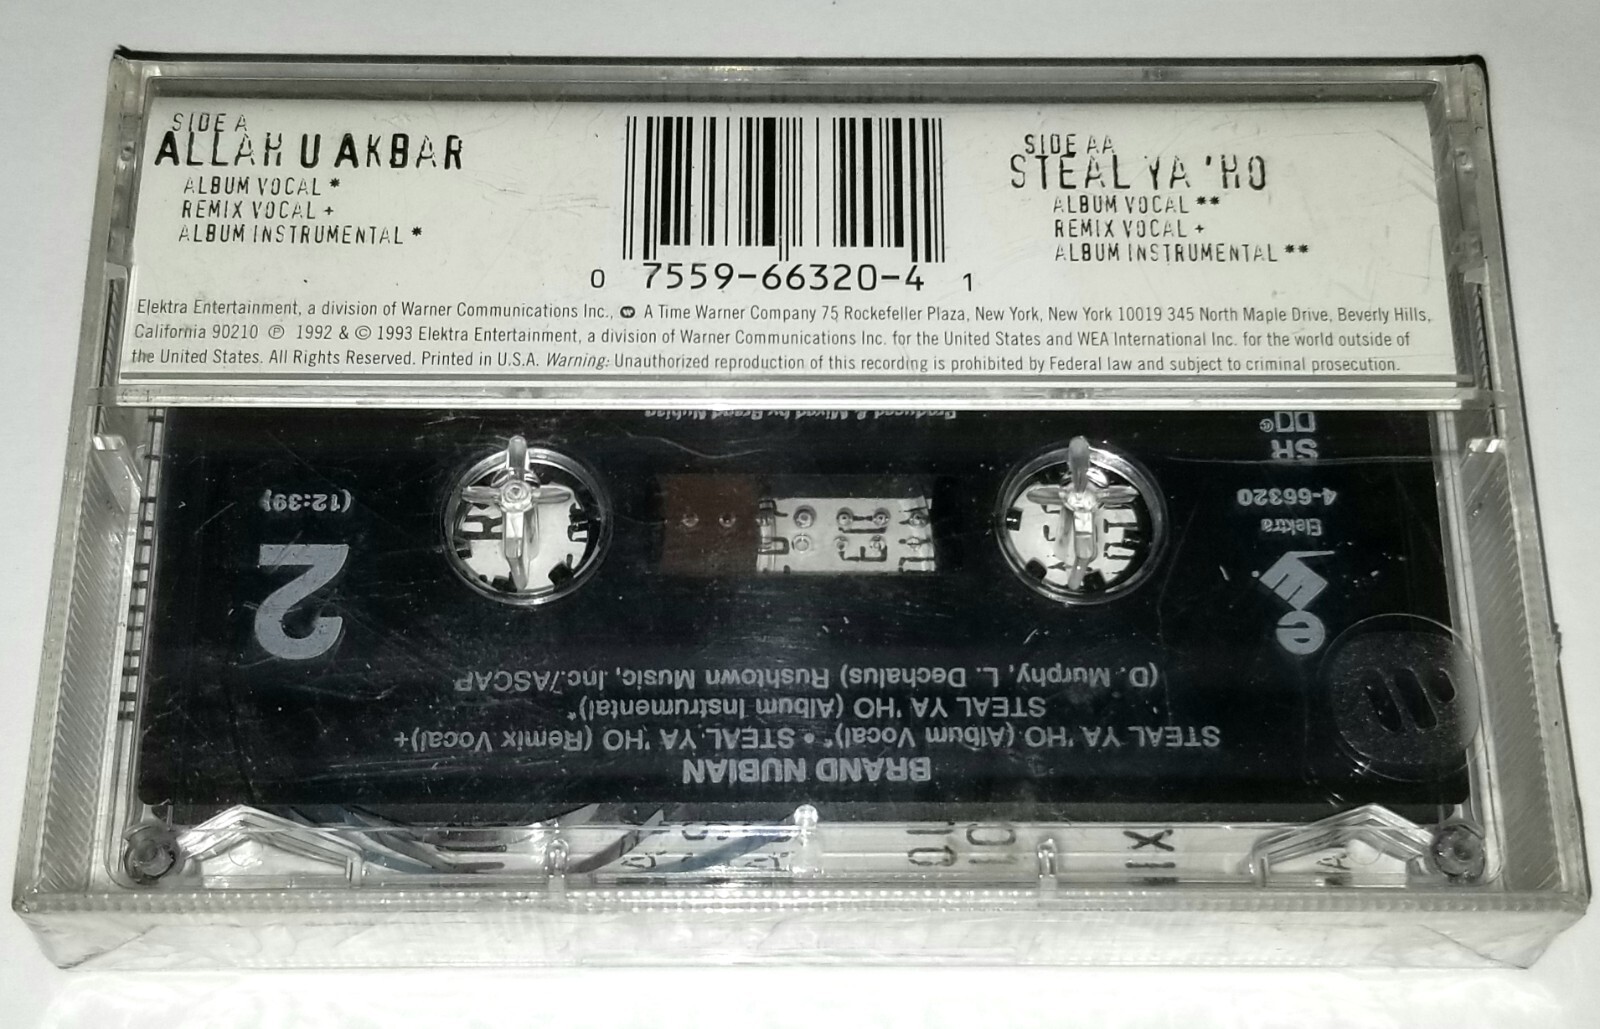 SIDE A
ALLAH U AKBAR
ALBUM VOCAL *
REMIX VOCAL +
ALBUM INSTRUMENTAL *
0 7559-66320-4 1
SIDE AA
STEAL YA 'HO
ALBUM VOCAL **
REMIX VOCAL +
ALBUM INSTRUMENTAL **
Elektra Entertainment, a division of Warner Communications Inc., A Time Warner Company 75 Rockefeller Plaza, New York, New York 10019 345 North Maple Drive, Beverly Hills,
California 90210 ℗ 1992 & © 1993 Elektra Entertainment, a division of Warner Communications Inc. for the United States and WEA International Inc. for the world outside of
the United States. All Rights Reserved. Printed in U.S.A. Warning: Unauthorized reproduction of this recording is prohibited by Federal law and subject to criminal prosecution.
BRAND NUBIAN
STEAL YA 'HO (Album Vocal)* • STEAL YA 'HO (Remix Vocal)+
STEAL YA 'HO (Album Instrumental)*
(D. Murphy, L. Dechalus) Rushtown Music, Inc./ASCAP
e
Elektra
4-66320
SR
2
(12:39)
Produced & Mixed by Brand Nubian